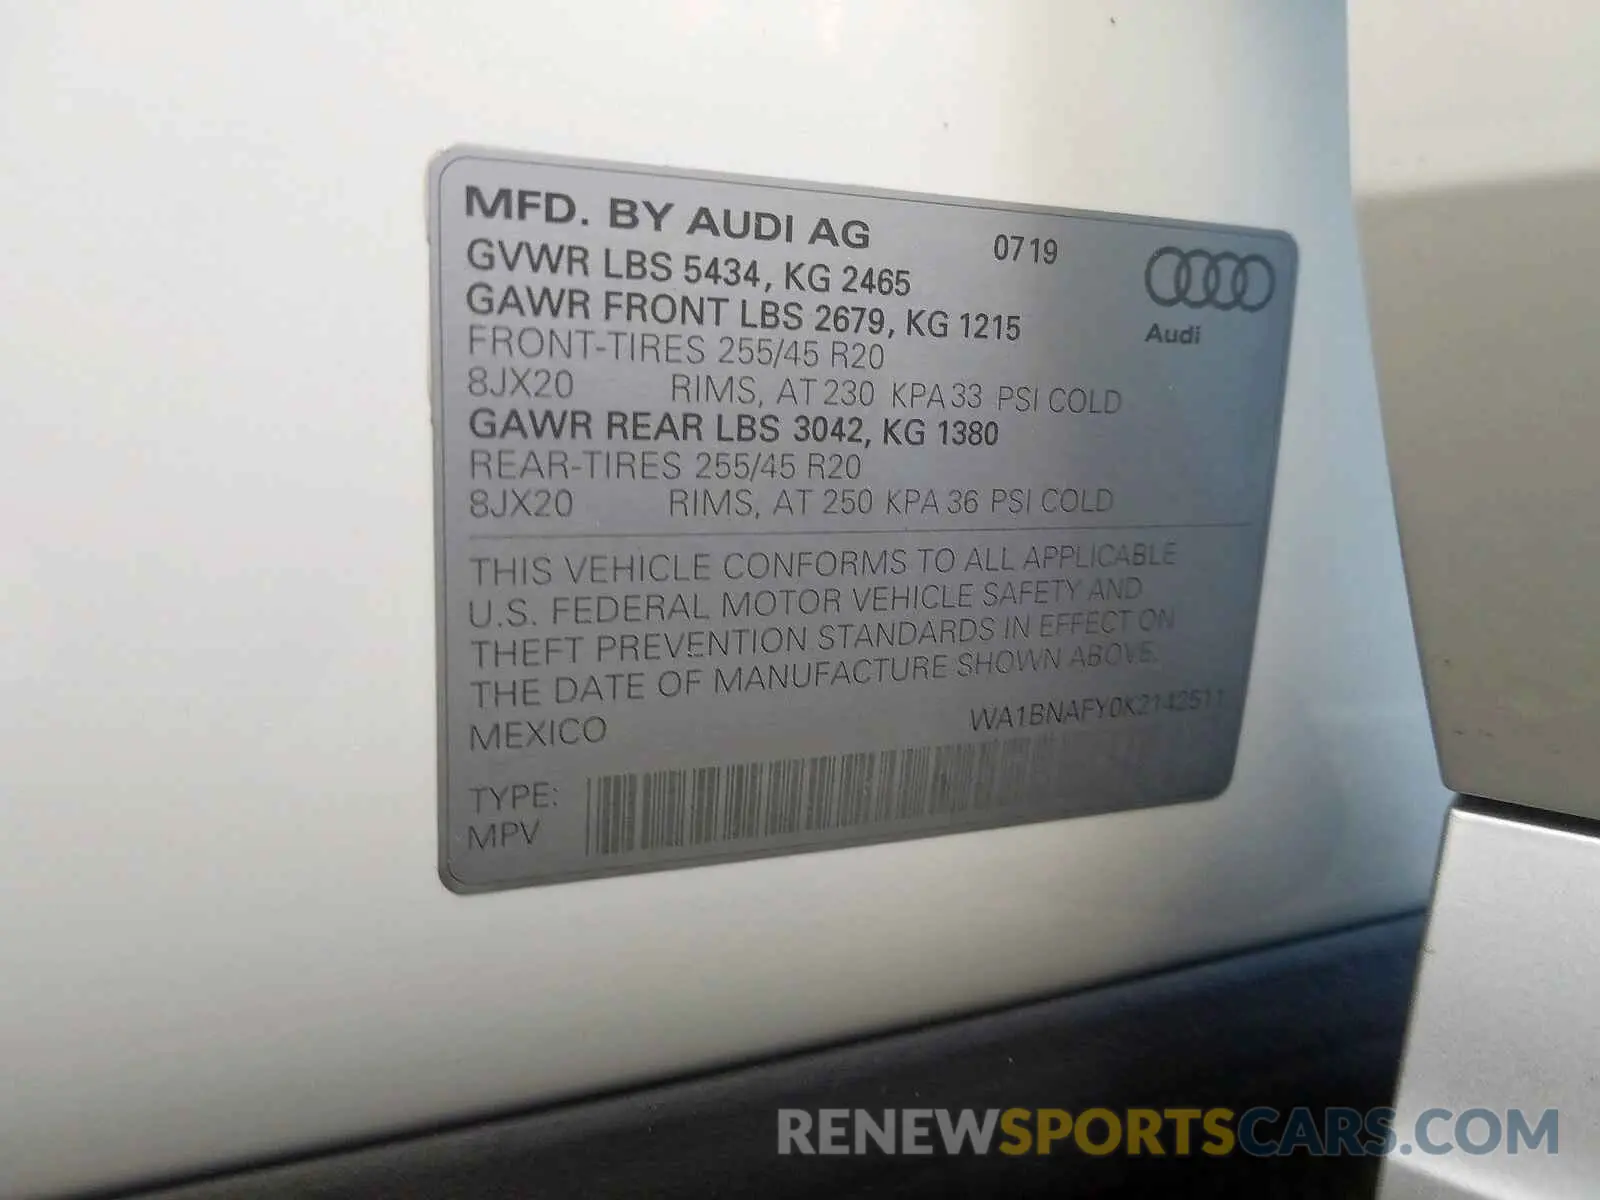 MFD. BY AUDI AG 0719
GVWR LBS 5434, KG 2465
GAWR FRONT LBS 2679, KG 1215
Audi
FRONT-TIRES 255/45 R20
8JX20 RIMS, AT 230 KPA 33 PSI COLD
GAWR REAR LBS 3042, KG 1380
REAR-TIRES 255/45 R20
8JX20 RIMS, AT 250 KPA 36 PSI COLD
THIS VEHICLE CONFORMS TO ALL APPLICABLE
U.S. FEDERAL MOTOR VEHICLE SAFETY AND
THEFT PREVENTION STANDARDS IN EFFECT ON
THE DATE OF MANUFACTURE SHOWN ABOVE.
MEXICO WA1BNAFY0K2142511
TYPE:
MPV
RENEWSPORTSCARS.COM